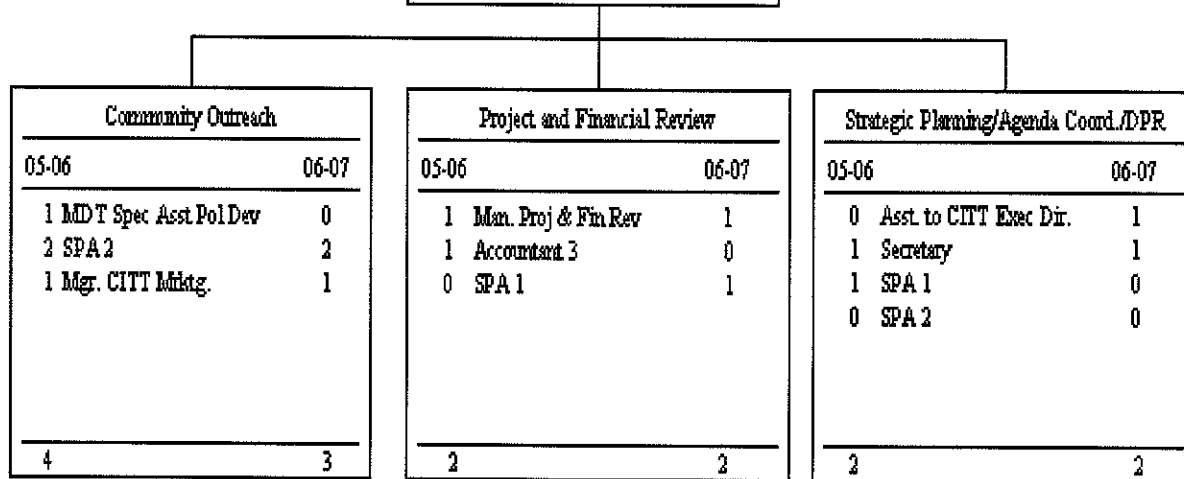 Community Outreach
05-06 06-07
1 MDT Spec Asst Pol Dev 0
2 SPA 2 2
1 Mgr. CITT Mrktg. 1
4 3
Project and Financial Review
05-06 06-07
1 Man. Proj & Fin Rev 1
1 Accountant 3 0
0 SPA 1 1
2 2
Strategic Planning/Agenda Coord./DPR
05-06 06-07
0 Asst. to CITT Exec Dir. 1
1 Secretary 1
1 SPA 1 0
0 SPA 2 0
2 2